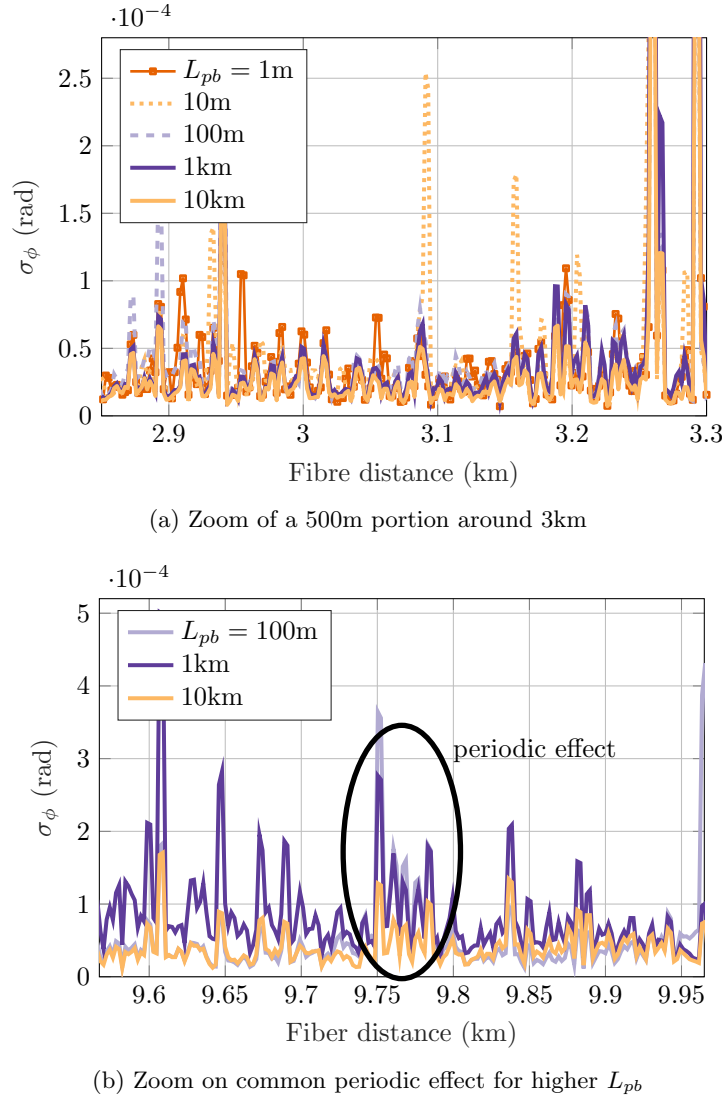 ·10⁻⁴
2.5
2
1.5
1
0.5
0
σ_ϕ (rad)
L_pb = 1m
10m
100m
1km
10km
2.9 3 3.1 3.2 3.3
Fibre distance (km)
(a) Zoom of a 500m portion around 3km
·10⁻⁴
5
4
3
2
1
0
σ_ϕ (rad)
L_pb = 100m
1km
10km
periodic effect
9.6 9.65 9.7 9.75 9.8 9.85 9.9 9.95
Fiber distance (km)
(b) Zoom on common periodic effect for higher L_pb